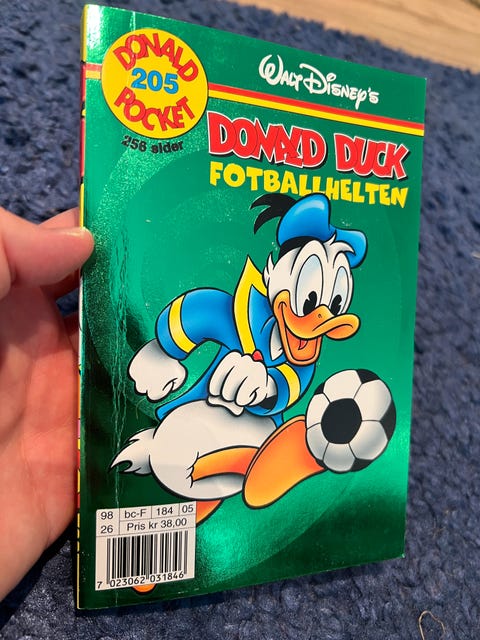 DONALD
205
POCKET
256 sider
WALT DISNEY'S
DONALD DUCK
FOTBALLHELTEN
98 bc-F 184 05
26 Pris kr 38,00
7 023062 031846